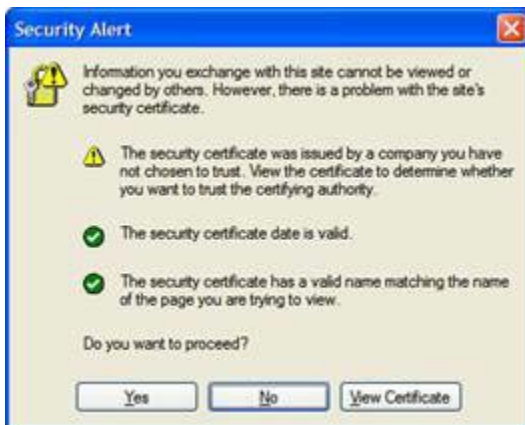 Security Alert
Information you exchange with this site cannot be viewed or
changed by others. However, there is a problem with the site's
security certificate.
The security certificate was issued by a company you have
not chosen to trust. View the certificate to determine whether
you want to trust the certifying authority.
The security certificate date is valid.
The security certificate has a valid name matching the name
of the page you are trying to view.
Do you want to proceed?
Yes No View Certificate